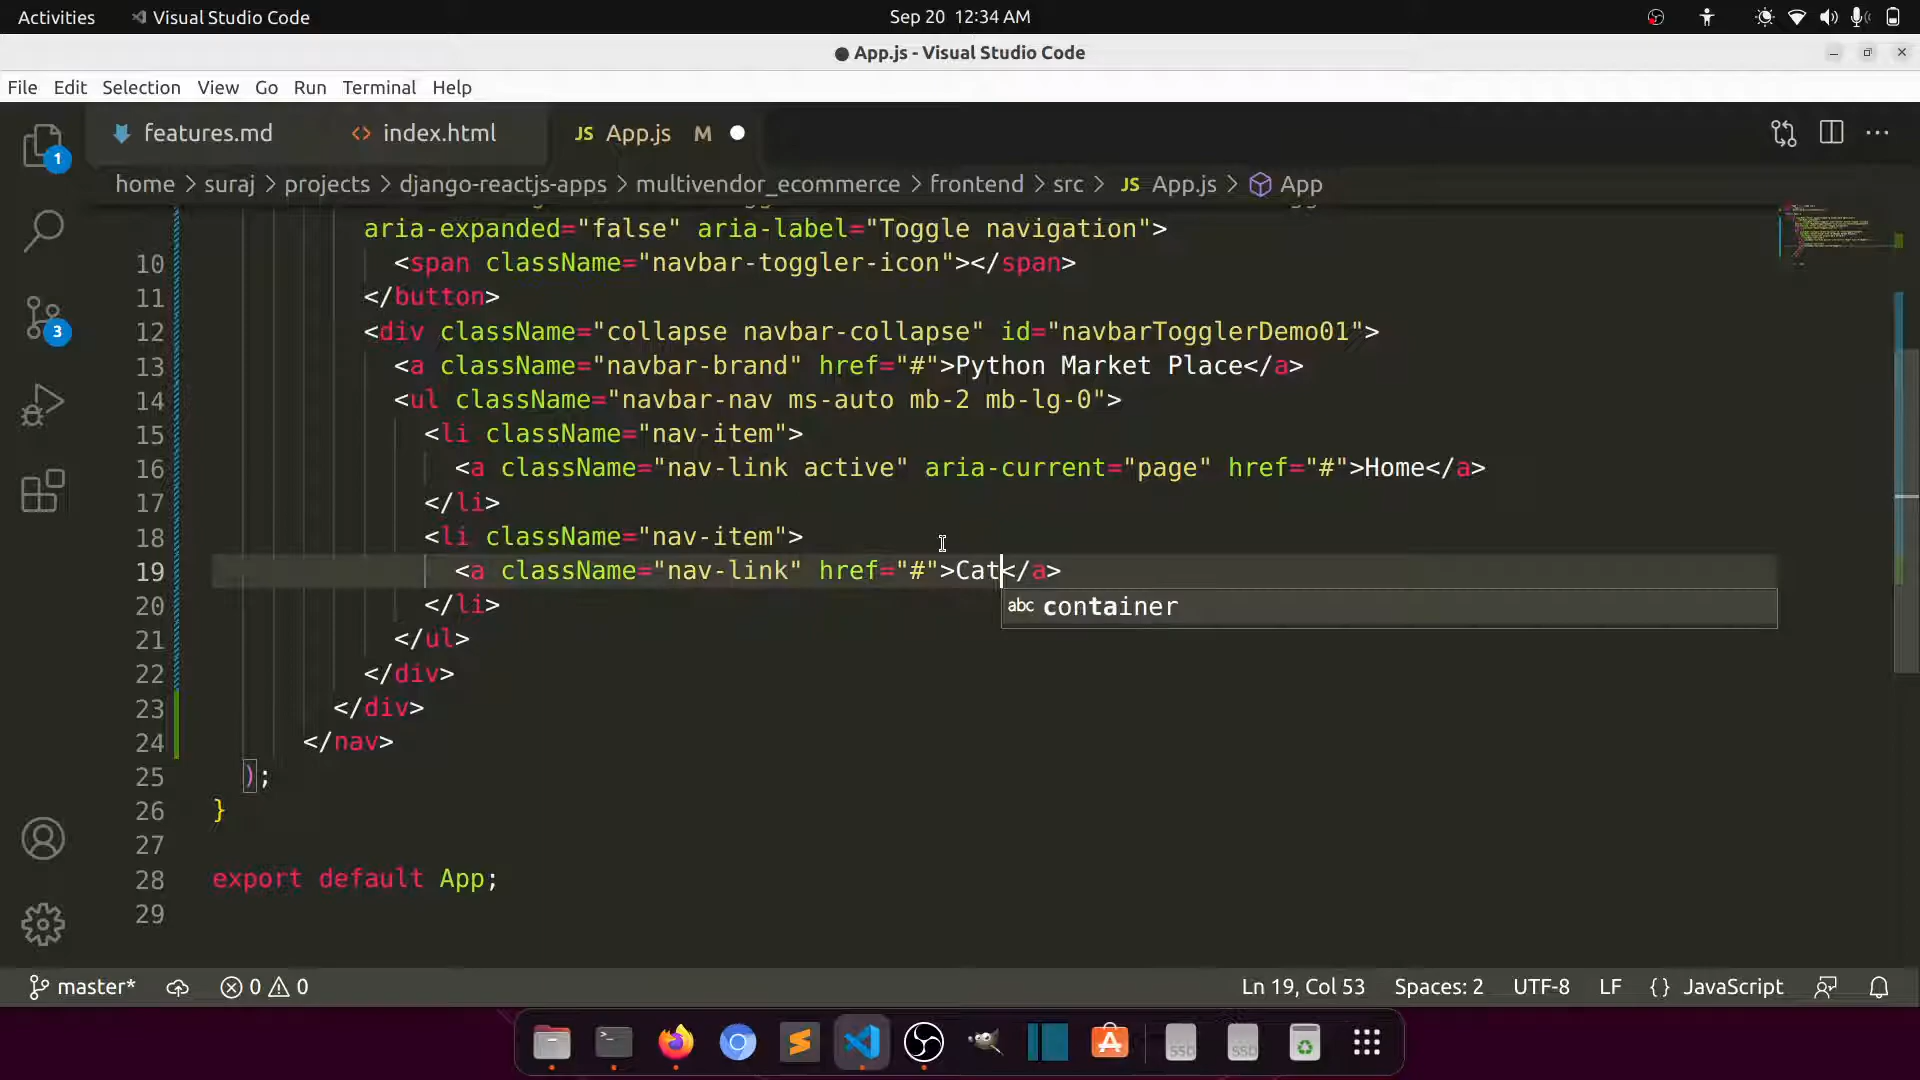 Activities Visual Studio Code Sep 20 12:34 AM
App.js - Visual Studio Code
File Edit Selection View Go Run Terminal Help
features.md index.html JS App.js M
home > suraj > projects > django-reactjs-apps > multivendor_ecommerce > frontend > src > JS App.js > App
aria-expanded="false" aria-label="Toggle navigation">
10 <span className="navbar-toggler-icon"></span>
11 </button>
12 <div className="collapse navbar-collapse" id="navbarTogglerDemo01">
13 <a className="navbar-brand" href="#">Python Market Place</a>
14 <ul className="navbar-nav ms-auto mb-2 mb-lg-0">
15 <li className="nav-item">
16 <a className="nav-link active" aria-current="page" href="#">Home</a>
17 </li>
18 <li className="nav-item">
19 <a className="nav-link" href="#">Cat</a>
abc container
20 </li>
21 </ul>
22 </div>
23 </div>
24 </nav>
25 );
26 }
27
28 export default App;
29
1
3
master* 0 0 Ln 19, Col 53 Spaces: 2 UTF-8 LF {} JavaScript
SSD SSD